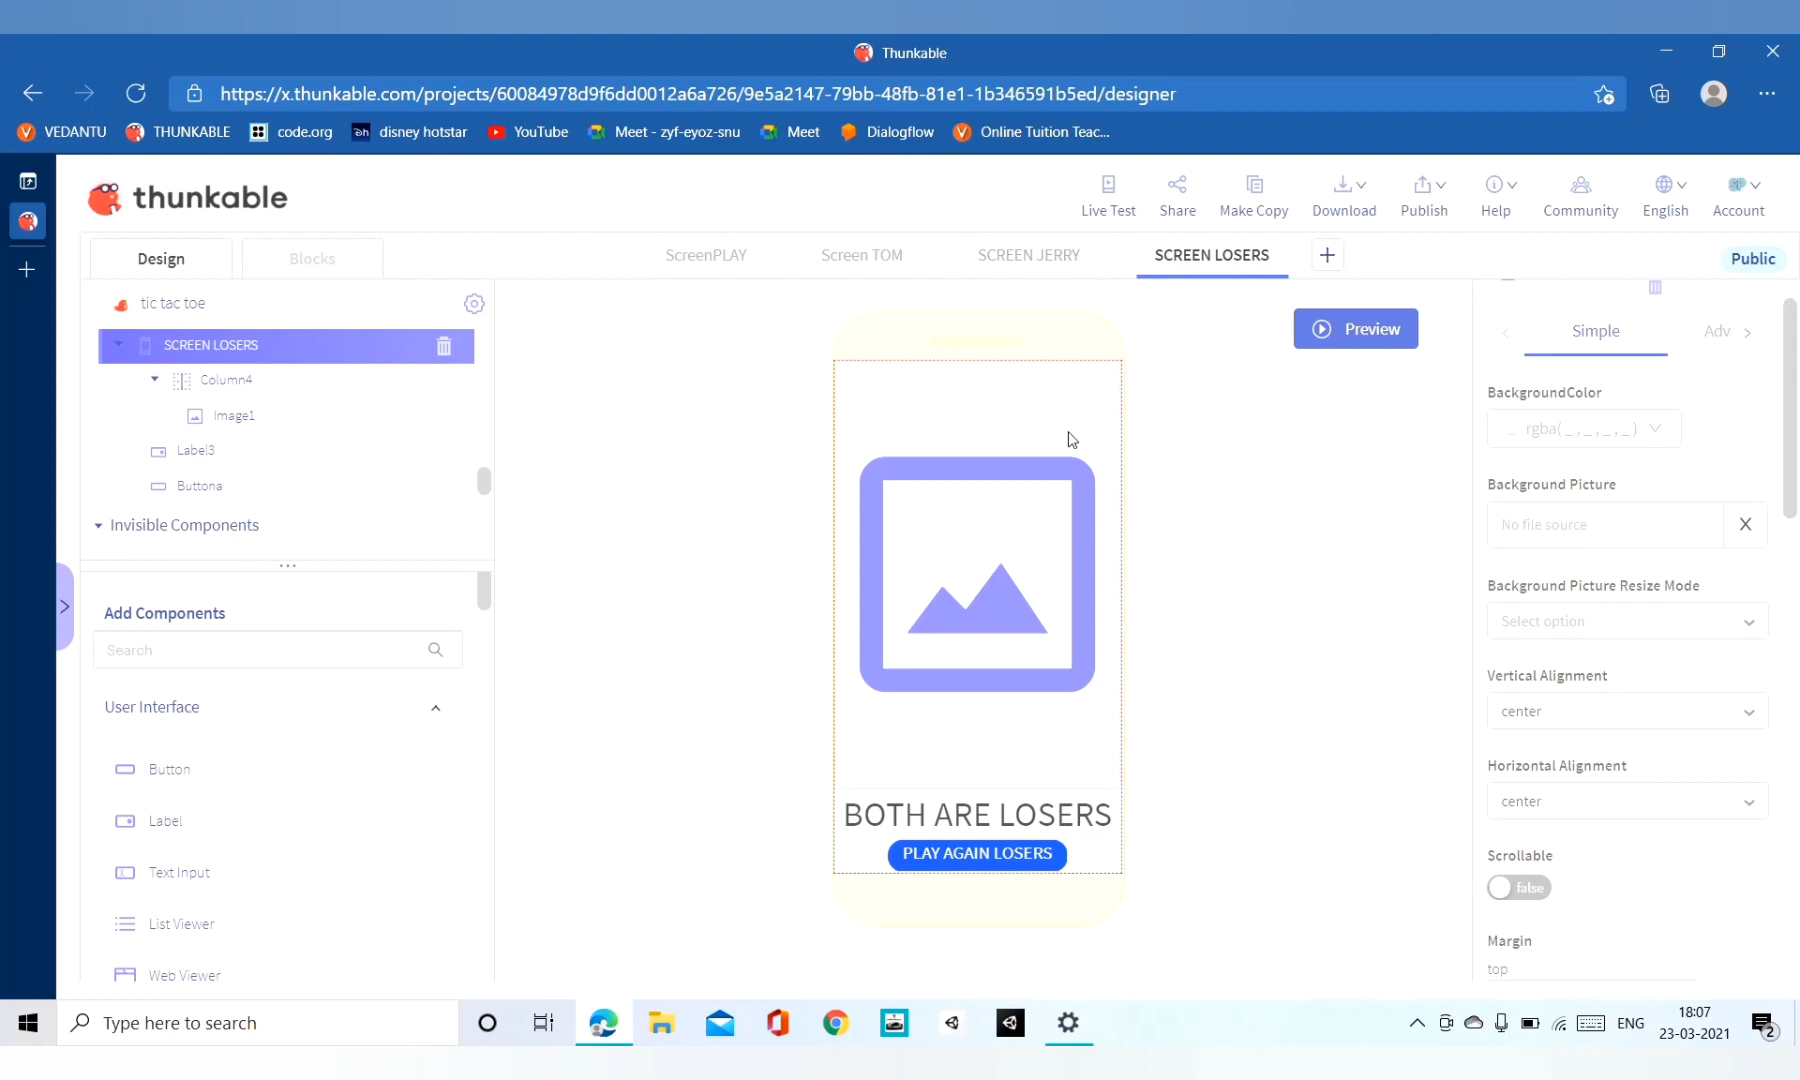 Thunkable
https://x.thunkable.com/projects/60084978d9f6dd0012a6a726/9e5a2147-79bb-48fb-81e1-1b346591b5ed/designer
VEDANTU THUNKABLE code.org disney hotstar YouTube Meet - zyf-eyoz-snu Meet Dialogflow Online Tuition Teac...
thunkable
Live Test Share Make Copy Download Publish Help Community English Account
Design Blocks ScreenPLAY Screen TOM SCREEN JERRY SCREEN LOSERS +
Public
tic tac toe
SCREEN LOSERS
Column4
Image1
Label3
Buttona
Invisible Components
Add Components
Search
User Interface
Button
Label
Text Input
List Viewer
Web Viewer
Preview
BOTH ARE LOSERS
PLAY AGAIN LOSERS
Simple Adv
BackgroundColor
rgba( _ , _ , _ , _ )
Background Picture
No file source X
Background Picture Resize Mode
Select option
Vertical Alignment
center
Horizontal Alignment
center
Scrollable
false
Margin
top
Type here to search
ENG
18:07
23-03-2021
2